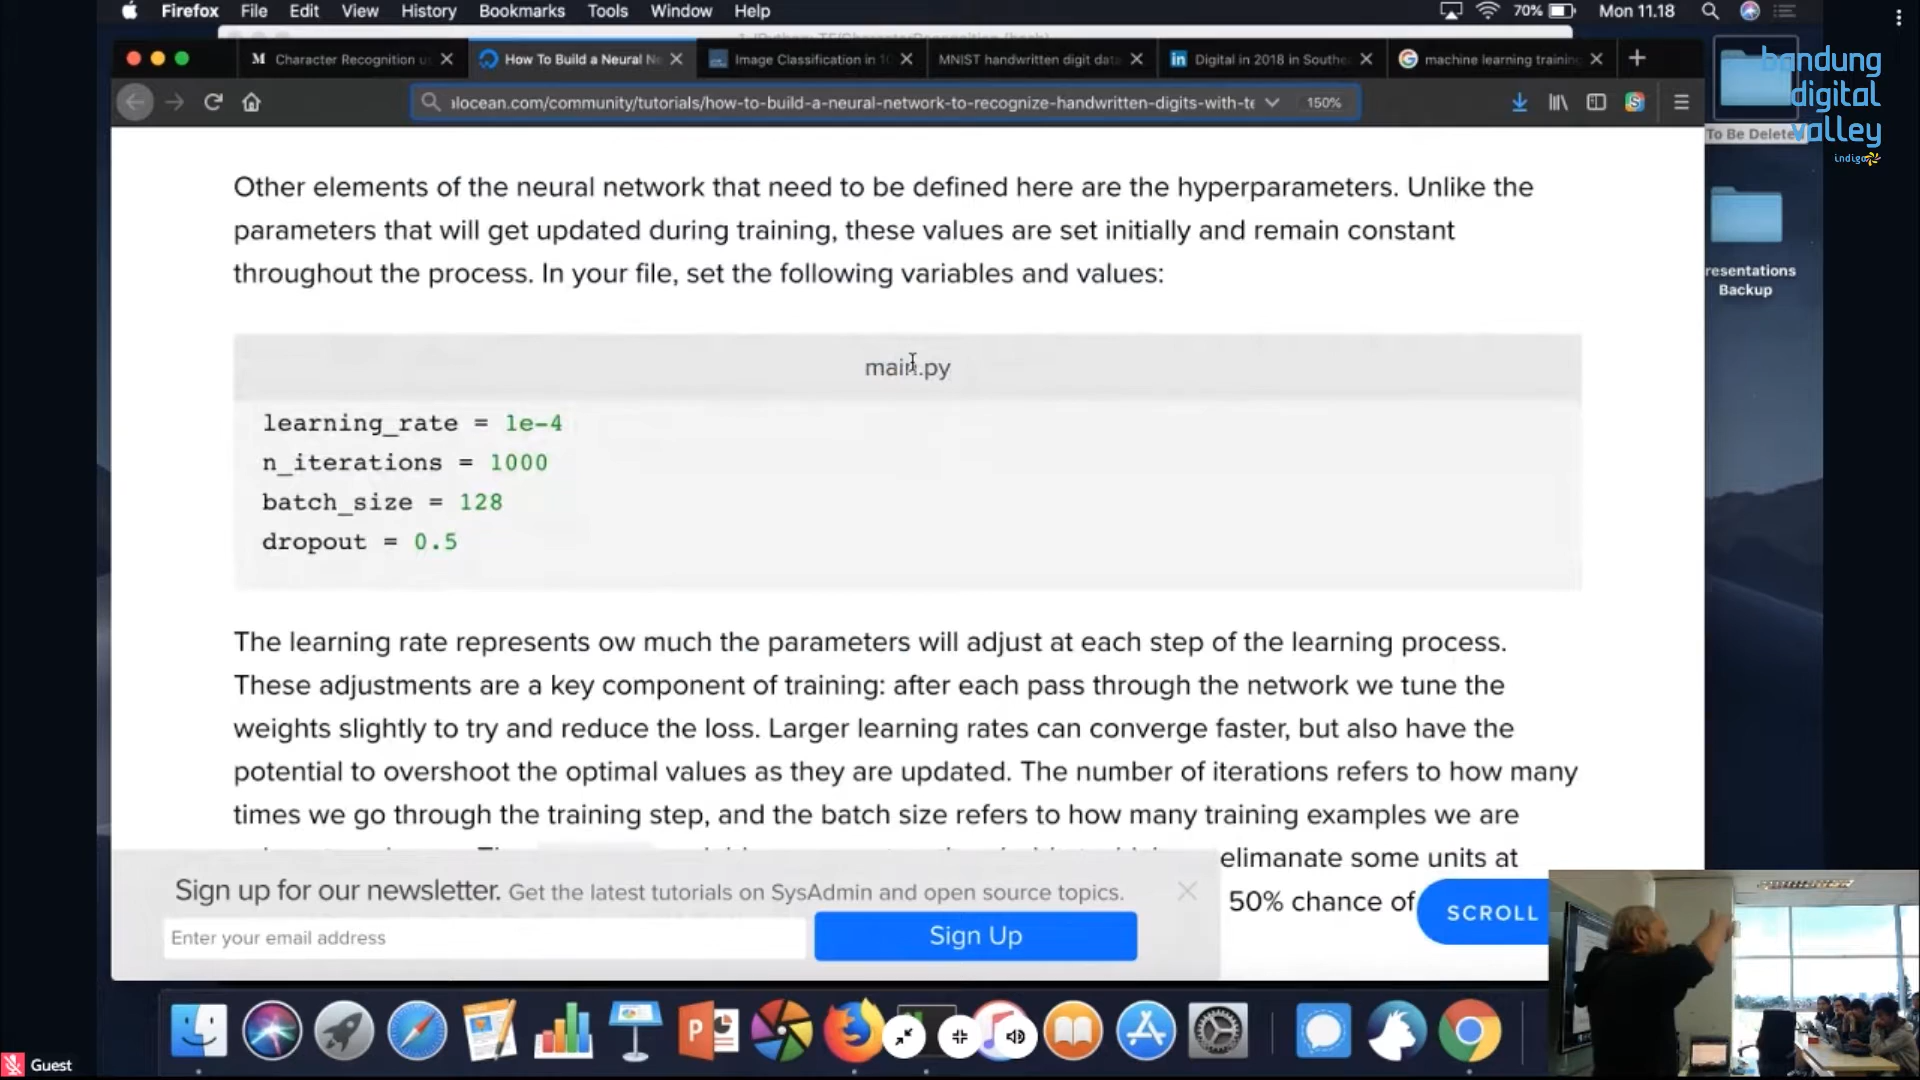 Firefox File Edit View History Bookmarks Tools Window Help 70% Mon 11.18
Character Recognition u
How To Build a Neural Ne
Image Classification in 10
MNIST handwritten digit data
Digital in 2018 in Southe
machine learning training
locean.com/community/tutorials/how-to-build-a-neural-network-to-recognize-handwritten-digits-with-te 150%
bandung
digital
valley
indigo
To Be Delete
resentations
Backup
Other elements of the neural network that need to be defined here are the hyperparameters. Unlike the
parameters that will get updated during training, these values are set initially and remain constant
throughout the process. In your file, set the following variables and values:
main.py
learning_rate = 1e-4
n_iterations = 1000
batch_size = 128
dropout = 0.5
The learning rate represents ow much the parameters will adjust at each step of the learning process.
These adjustments are a key component of training: after each pass through the network we tune the
weights slightly to try and reduce the loss. Larger learning rates can converge faster, but also have the
potential to overshoot the optimal values as they are updated. The number of iterations refers to how many
times we go through the training step, and the batch size refers to how many training examples we are
elimanate some units at
50% chance of
Sign up for our newsletter. Get the latest tutorials on SysAdmin and open source topics.
Enter your email address
Sign Up
SCROLL
Guest